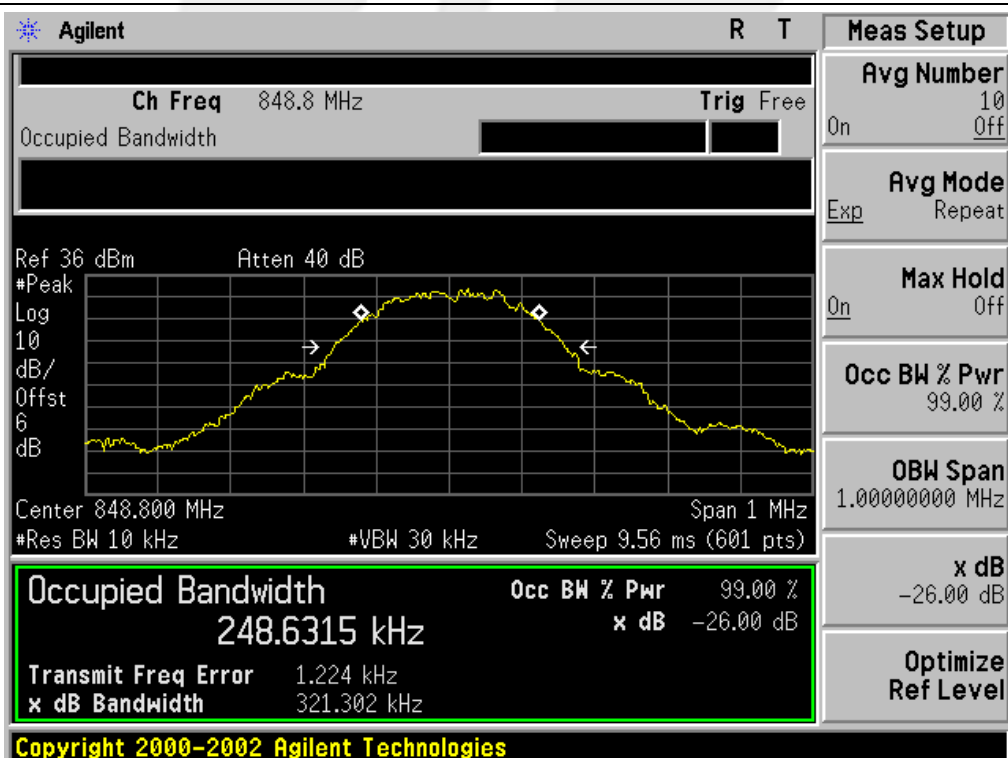 Agilent R T
Ch Freq 848.8 MHz Trig Free
Occupied Bandwidth
Ref 36 dBm Atten 40 dB
#Peak
Log
10
dB/
Offst
6
dB
Center 848.800 MHz Span 1 MHz
#Res BW 10 kHz #VBW 30 kHz Sweep 9.56 ms (601 pts)
Occupied Bandwidth
248.6315 kHz
Occ BW % Pwr 99.00 %
x dB -26.00 dB
Transmit Freq Error 1.224 kHz
x dB Bandwidth 321.302 kHz
Copyright 2000-2002 Agilent Technologies
Meas Setup
Avg Number
10
On Off
Avg Mode
Exp Repeat
Max Hold
On Off
Occ BW % Pwr
99.00 %
OBW Span
1.00000000 MHz
x dB
-26.00 dB
Optimize
Ref Level